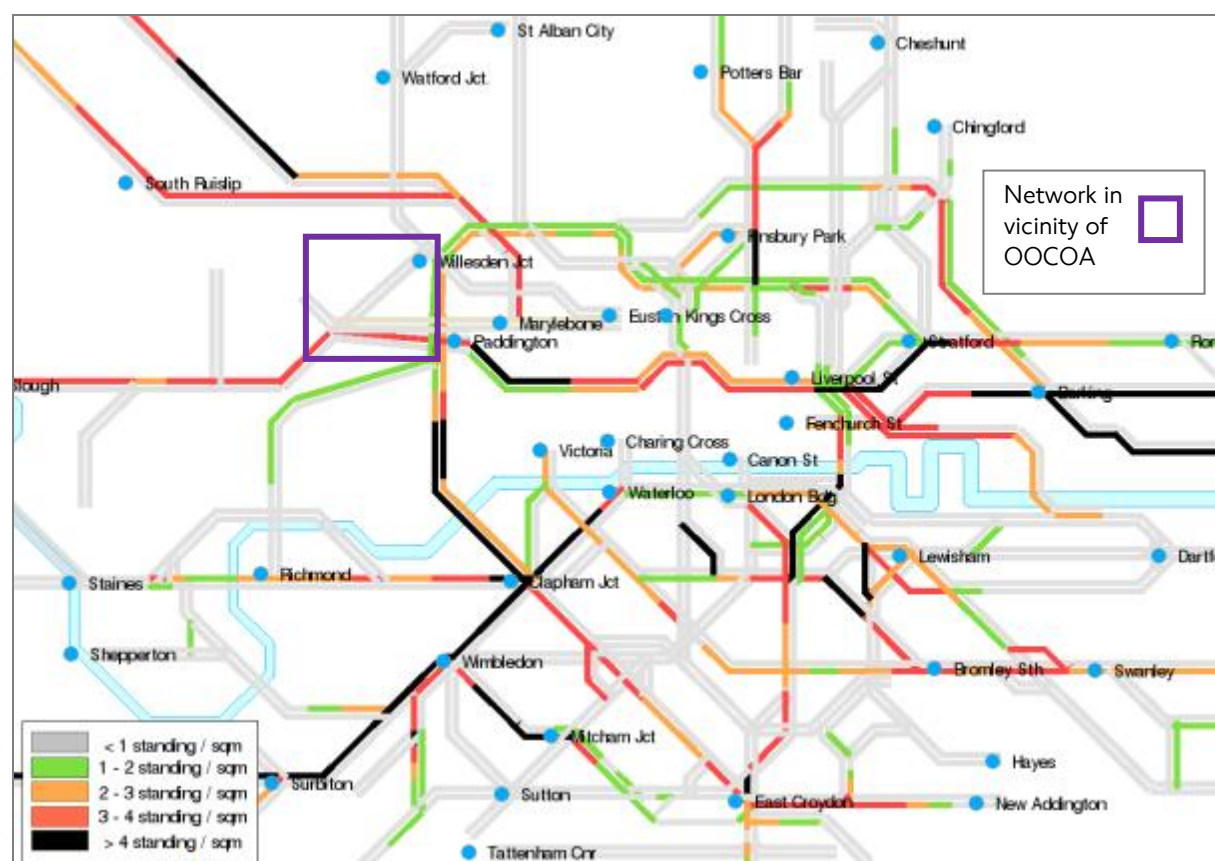 St Alban City
Cheshunt
Watford Jct
Potters Bar
Chingford
South Ruislip
Network in
vicinity of
OOCOA
Finsbury Park
Willesden Jct
Marylebone
Euston
Kings Cross
Paddington
Stratford
Slough
Liverpool St
Barking
Fenchurch St
Victoria
Charing Cross
Canon St
Waterloo
London Bdg
Staines
Richmond
Clapham Jct
Lewisham
Shepperton
Wimbledon
Bromley Sth
Swanley
Mitcham Jct
Hayes
Surbiton
Sutton
East Croydon
New Addington
Tattenham Cnr
< 1 standing / sqm
1 - 2 standing / sqm
2 - 3 standing / sqm
3 - 4 standing / sqm
> 4 standing / sqm